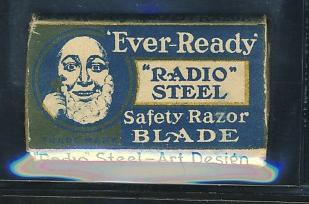 'Ever-Ready'
"RADIO"
STEEL
Safety Razor
BLADE
"Radio" Steel-Art Design